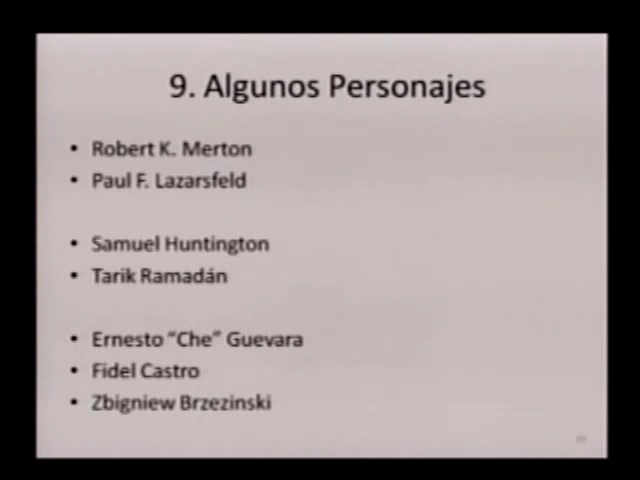 9. Algunos Personajes
• Robert K. Merton
• Paul F. Lazarsfeld
• Samuel Huntington
• Tarik Ramadán
• Ernesto “Che” Guevara
• Fidel Castro
• Zbigniew Brzezinski